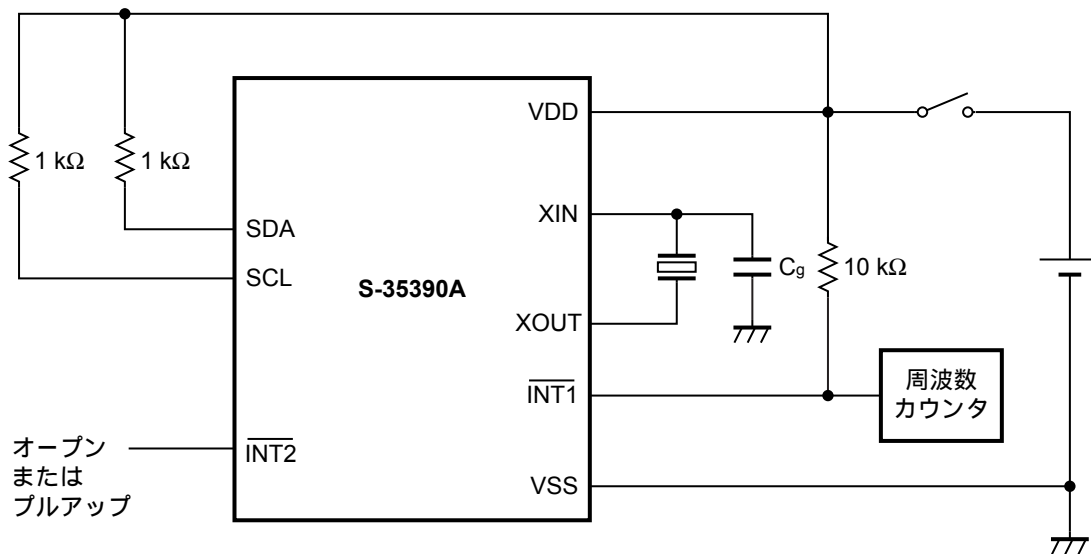 1 kΩ
1 kΩ
SDA
SCL
S-35390A
VDD
XIN
XOUT
INT1
INT2
VSS
Cg
10 kΩ
周波数
カウンタ
オープン
または
プルアップ